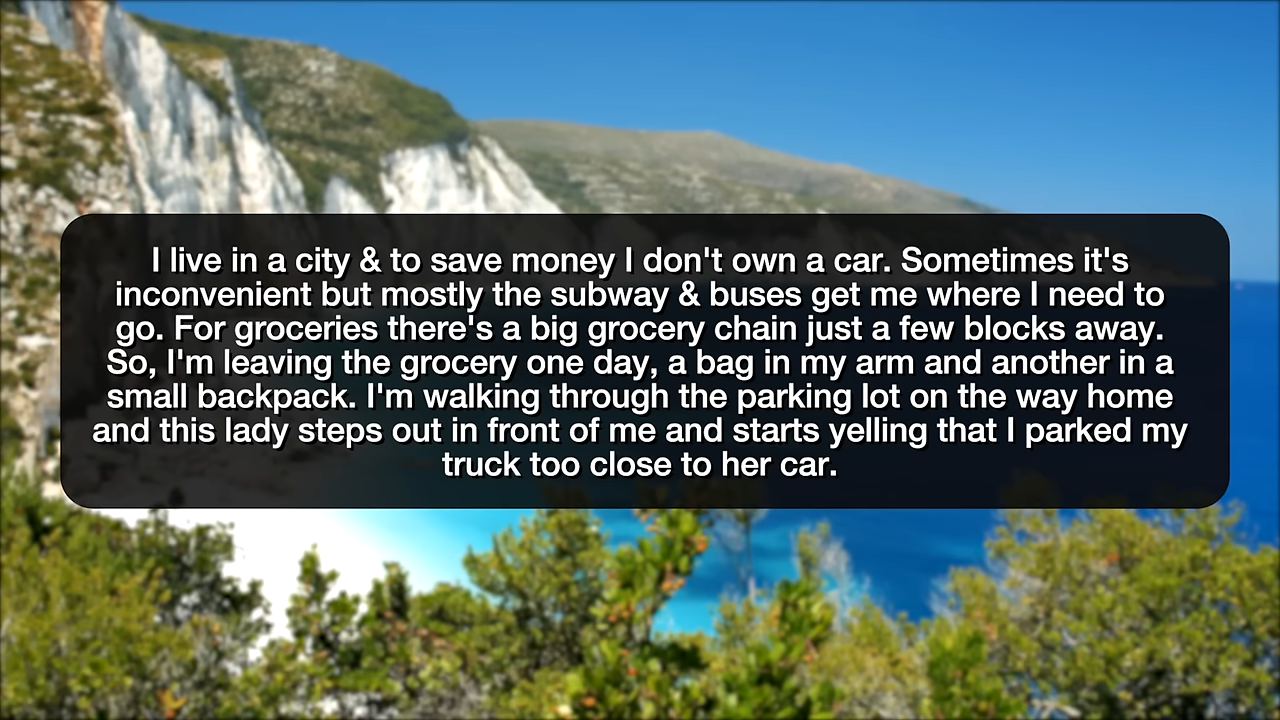 I live in a city & to save money I don't own a car. Sometimes it's
inconvenient but mostly the subway & buses get me where I need to
go. For groceries there's a big grocery chain just a few blocks away.
So, I'm leaving the grocery one day, a bag in my arm and another in a
small backpack. I'm walking through the parking lot on the way home
and this lady steps out in front of me and starts yelling that I parked my
truck too close to her car.